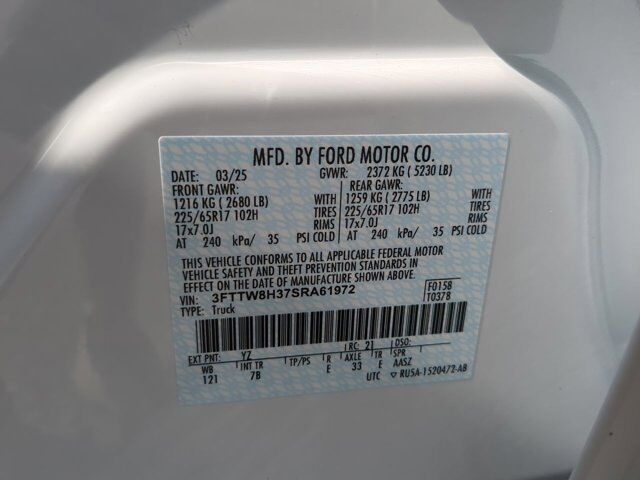 MFD. BY FORD MOTOR CO.
DATE: 03/25 GVWR: 2372 KG ( 5230 LB)
FRONT GAWR: REAR GAWR:
1216 KG ( 2680 LB) WITH 1259 KG ( 2775 LB) WITH
225/65R17 102H TIRES 225/65R17 102H TIRES
17x7.0J RIMS 17x7.0J RIMS
AT 240 kPa/ 35 PSI COLD AT 240 kPa/ 35 PSI COLD
THIS VEHICLE CONFORMS TO ALL APPLICABLE FEDERAL MOTOR
VEHICLE SAFETY AND THEFT PREVENTION STANDARDS IN
EFFECT ON THE DATE OF MANUFACTURE SHOWN ABOVE.
VIN: 3FTTW8H37SRA61972 F0158
TYPE: Truck T0378
EXT PNT: YZ RC: 21 DSO:
WB INT TR TP/PS R AXLE TR SPR
121 7B E 33 E AASZ
UTC ▽ RU5A-1520472-AB